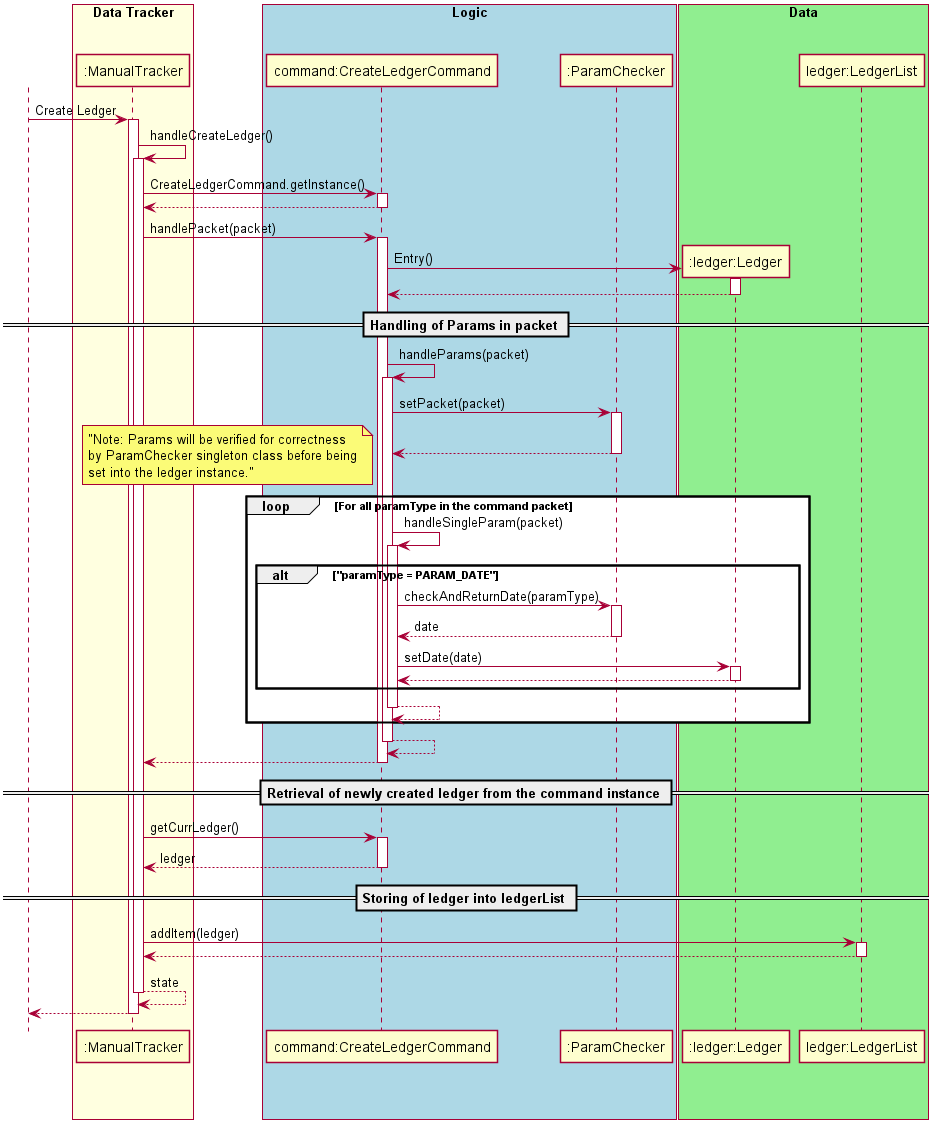 Data Tracker
Logic
Data
:ManualTracker
command:CreateLedgerCommand
:ParamChecker
ledger:LedgerList
Create Ledger
handleCreateLedger()
CreateLedgerCommand.getInstance()
handlePacket(packet)
Entry()
:ledger:Ledger
Handling of Params in packet
handleParams(packet)
setPacket(packet)
"Note: Params will be verified for correctness
by ParamChecker singleton class before being
set into the ledger instance."
loop
[For all paramType in the command packet]
handleSingleParam(packet)
alt
["paramType = PARAM_DATE"]
checkAndReturnDate(paramType)
date
setDate(date)
Retrieval of newly created ledger from the command instance
getCurrLedger()
ledger
Storing of ledger into ledgerList
addItem(ledger)
state
:ManualTracker
command:CreateLedgerCommand
:ParamChecker
:ledger:Ledger
ledger:LedgerList